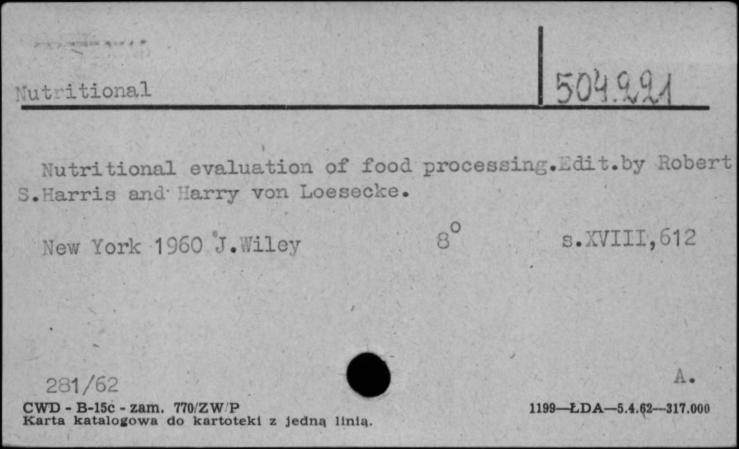 Nutritional
504.221
Nutritional evaluation of food processing.Edit.by Robert
S.Harris and Harry von Loesecke.
New York 1960 J.Wiley 8° s.XVIII,612
281/62 A.
CWD - B-15c - zam. 770/ZW/P 1199—ŁDA—5.4.62—317.000
Karta katalogowa do kartoteki z jedną linią.